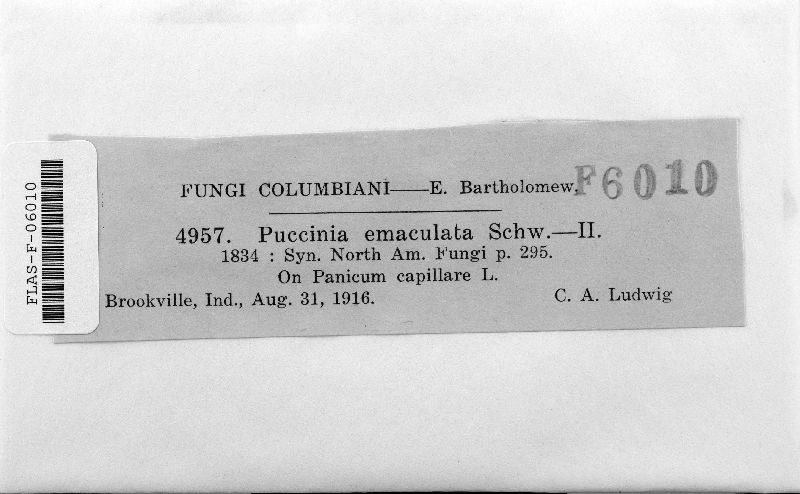 FUNGI COLUMBIANI——E. Bartholomew. F6010
4957. Puccinia emaculata Schw.—II.
1834 : Syn. North Am. Fungi p. 295.
On Panicum capillare L.
Brookville, Ind., Aug. 31, 1916. C. A. Ludwig
FLAS-F-06010